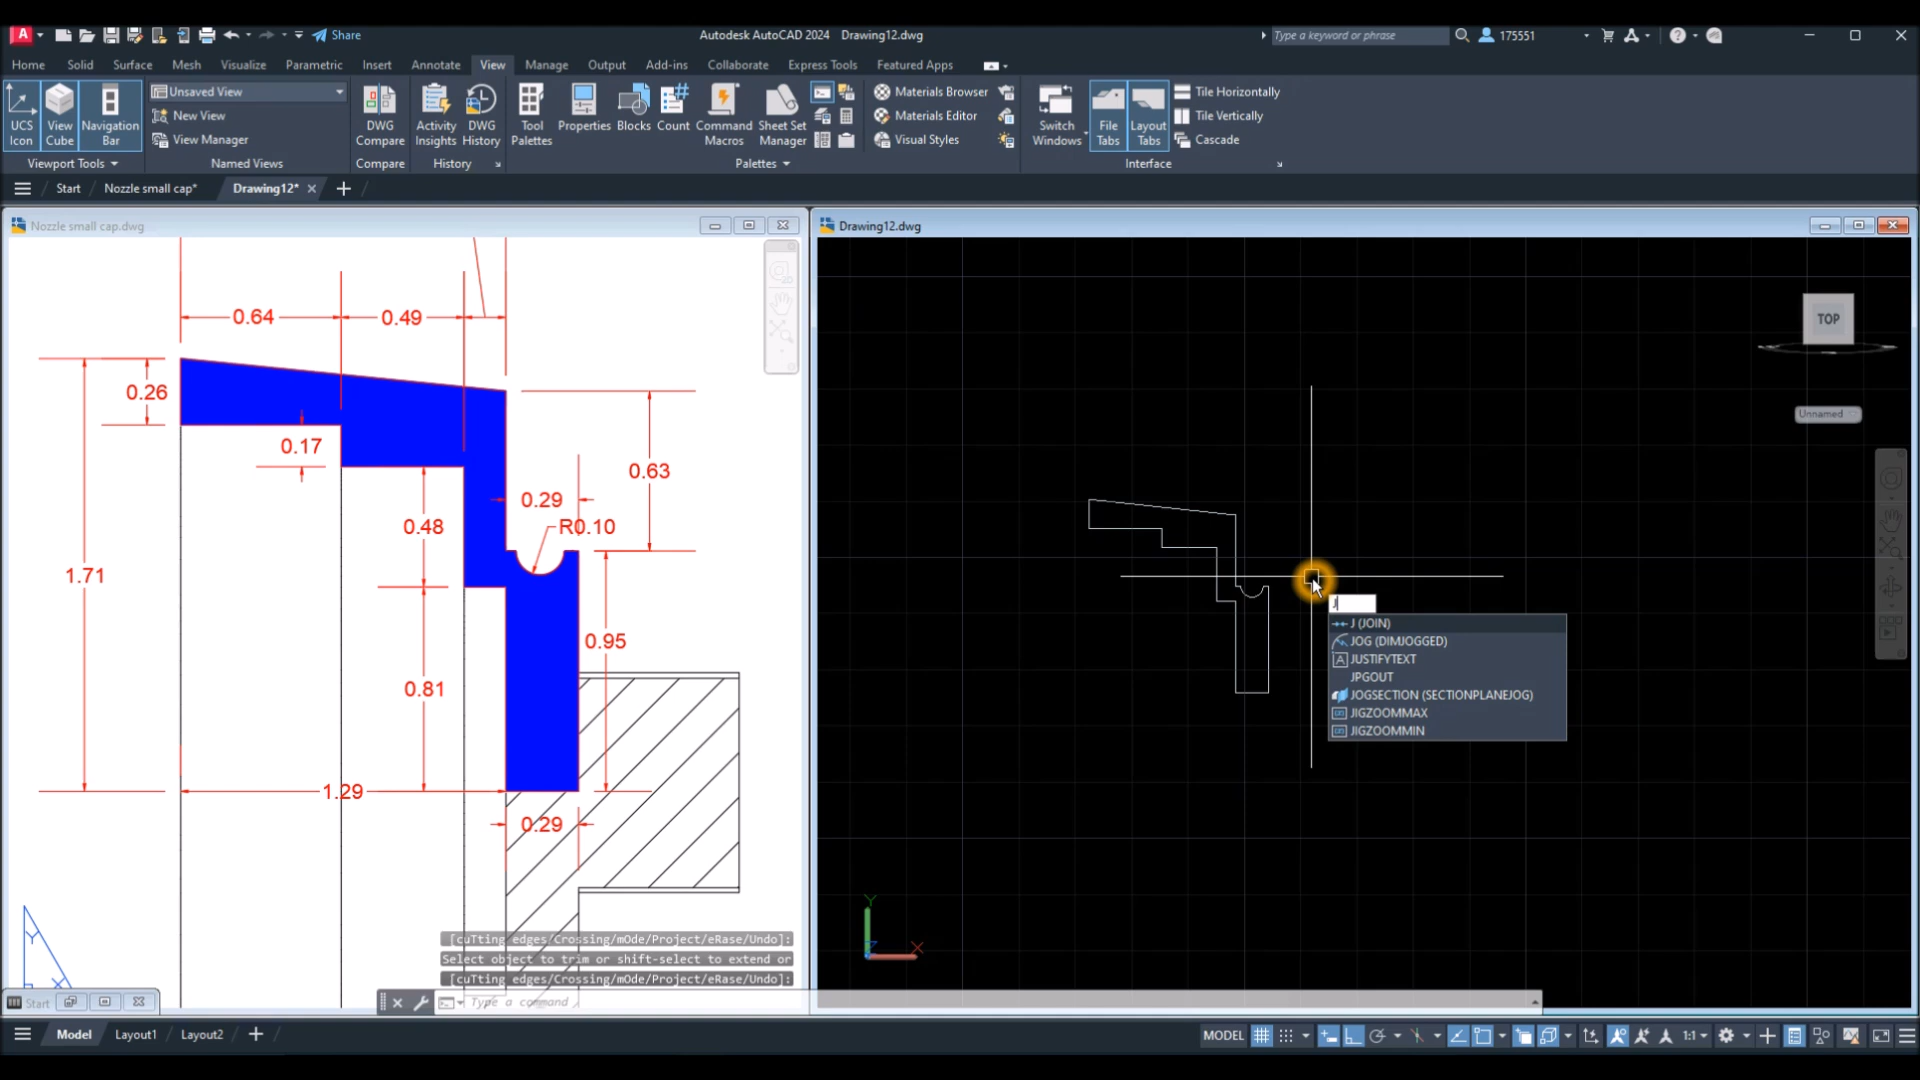 A
Share
Autodesk AutoCAD 2024 Drawing12.dwg
Type a keyword or phrase
175551
Home Solid Surface Mesh Visualize Parametric Insert Annotate View Manage Output Add-ins Collaborate Express Tools Featured Apps
UCS Icon
View Cube
Navigation Bar
Viewport Tools
Unsaved View
New View
View Manager
Named Views
DWG Compare
Compare
Activity Insights
DWG History
History
Tool Palettes
Properties
Blocks
Count
Command Macros
Sheet Set Manager
Palettes
Materials Browser
Materials Editor
Visual Styles
Switch Windows
File Tabs
Layout Tabs
Tile Horizontally
Tile Vertically
Cascade
Interface
Start Nozzle small cap* Drawing12*
Nozzle small cap.dwg
0.64 0.49
0.26
0.17
0.63
0.29
R0.10
0.48
1.71
0.95
0.81
1.29
0.29
Y
X
[cuTting edges/Crossing/mOde/Project/eRase/Undo]:
Select object to trim or shift-select to extend or
[cuTting edges/Crossing/mOde/Project/eRase/Undo]:
Start
Type a command
Drawing12.dwg
TOP
Unnamed
J
J (JOIN)
JOG (DIMJOGGED)
JUSTIFYTEXT
JPGOUT
JOGSECTION (SECTIONPLANEJOG)
JIGZOOMMAX
JIGZOOMMIN
Y
Z
X
Model Layout1 Layout2
MODEL
1:1